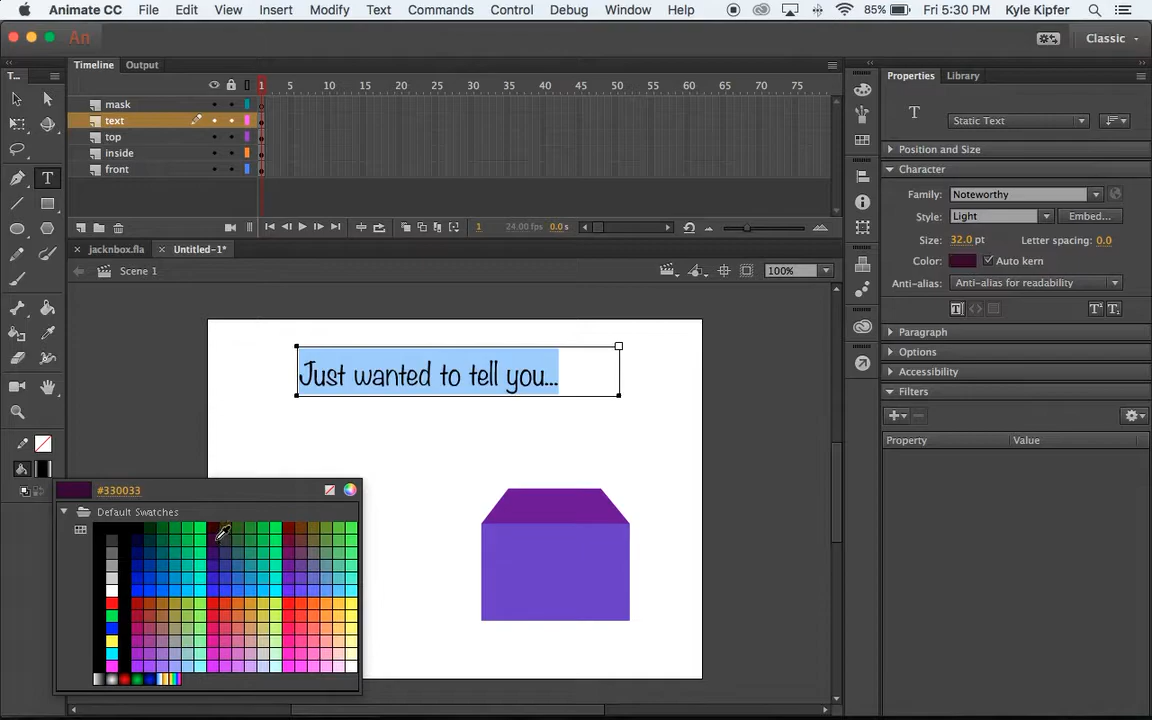 Animate CC File Edit View Insert Modify Text Commands Control Debug Window Help 85% Fri 5:30 PM Kyle Kipfer
An Classic
T... Timeline Output Properties Library
1 5 10 15 20 25 30 35 40 45 50 55 60 65 70 75
mask
text
top
inside
front
T Static Text
Position and Size
Character
Family: Noteworthy
Style: Light Embed...
Size: 32.0 pt Letter spacing: 0.0
Color: Auto kern
Anti-alias: Anti-alias for readability
Paragraph
Options
Accessibility
Filters
Property Value
1 24.00 fps 0.0 s
jacknbox.fla Untitled-1*
Scene 1 100%
Just wanted to tell you...
#330033
Default Swatches